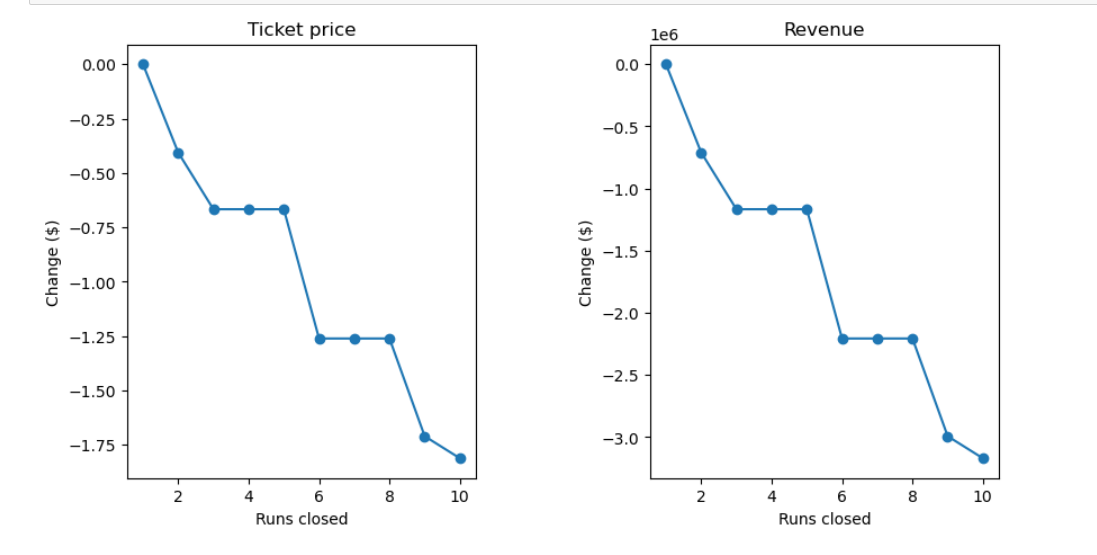 Ticket price
0.00
−0.25
−0.50
−0.75
−1.00
−1.25
−1.50
−1.75
Change ($)
2 4 6 8 10
Runs closed
Revenue
1e6
0.0
−0.5
−1.0
−1.5
−2.0
−2.5
−3.0
Change ($)
2 4 6 8 10
Runs closed